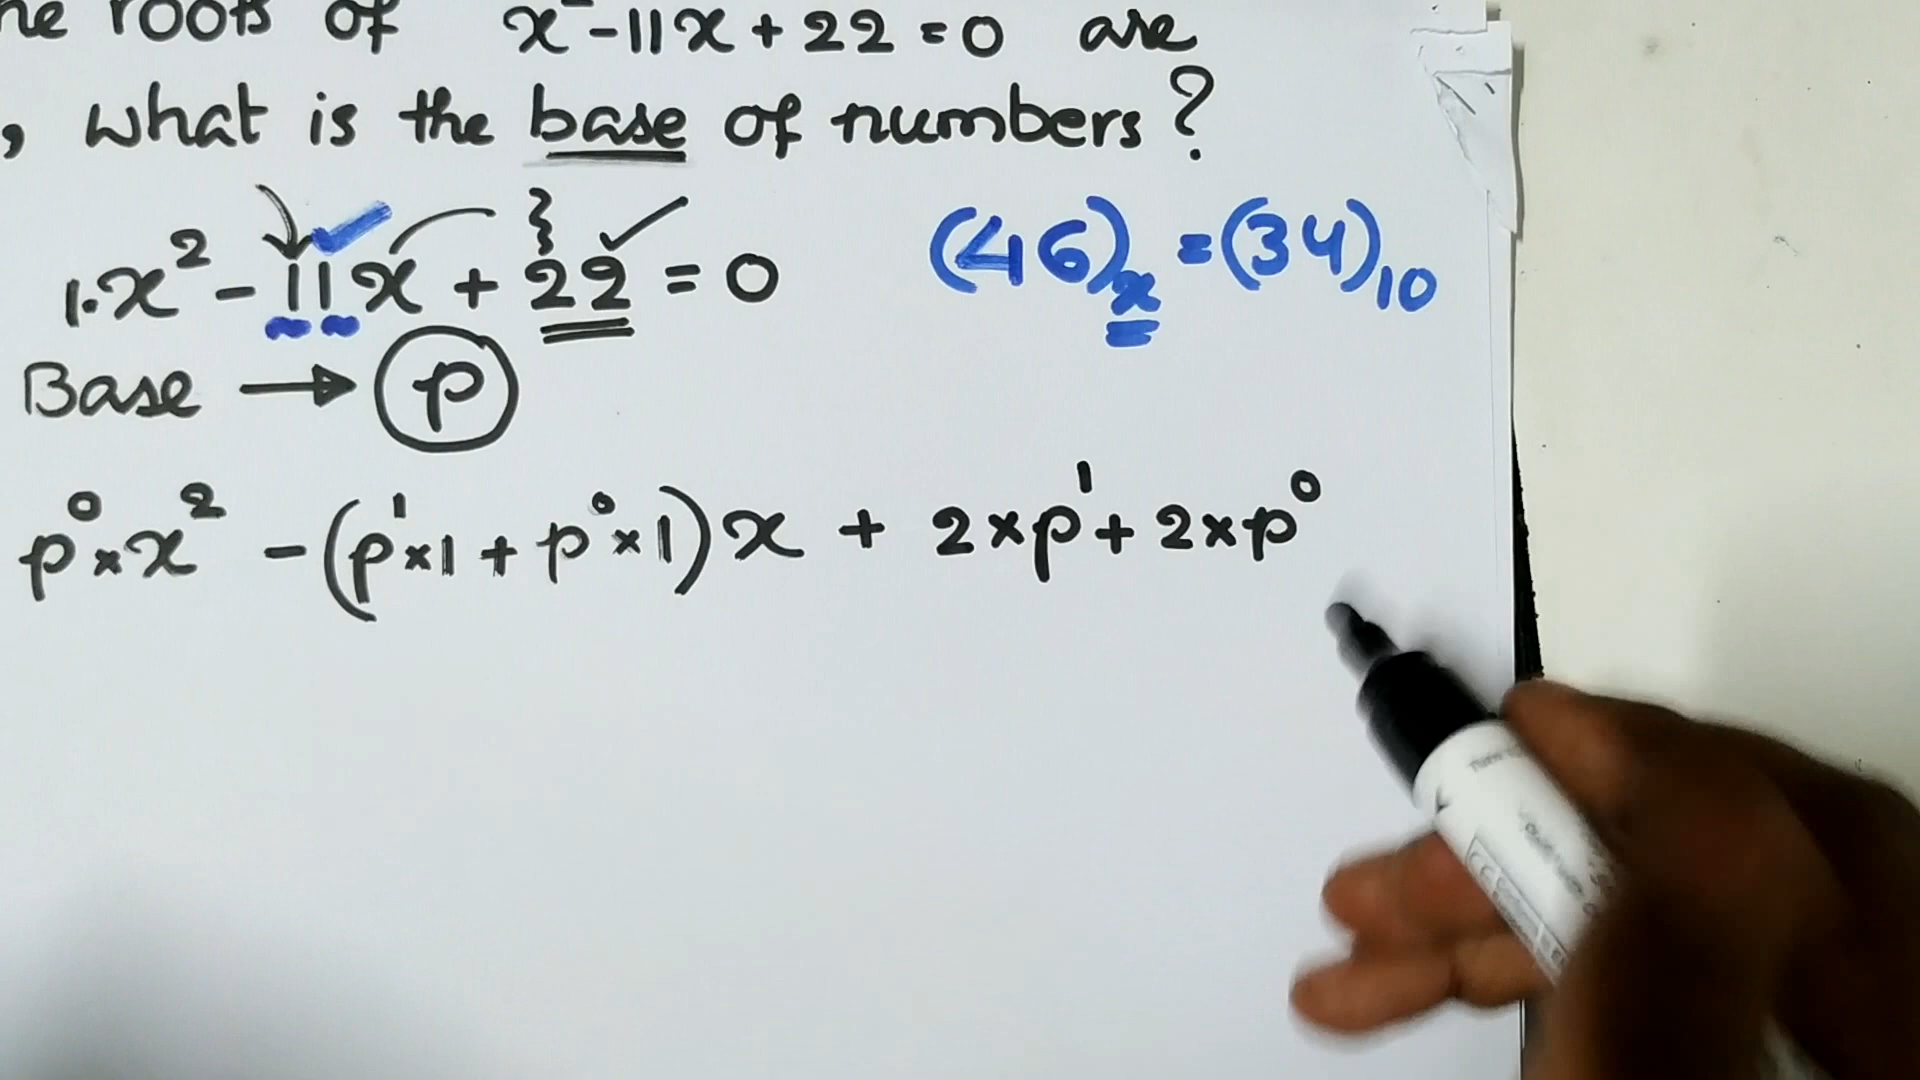 roots of x² - 11x + 22 = 0 are
, what is the base of numbers?
1.x² - 11x + 22 = 0
(46)ₓ = (34)₁₀
Base → p
p⁰×x² - (p¹×1 + p⁰×1)x + 2×p¹ + 2×p⁰